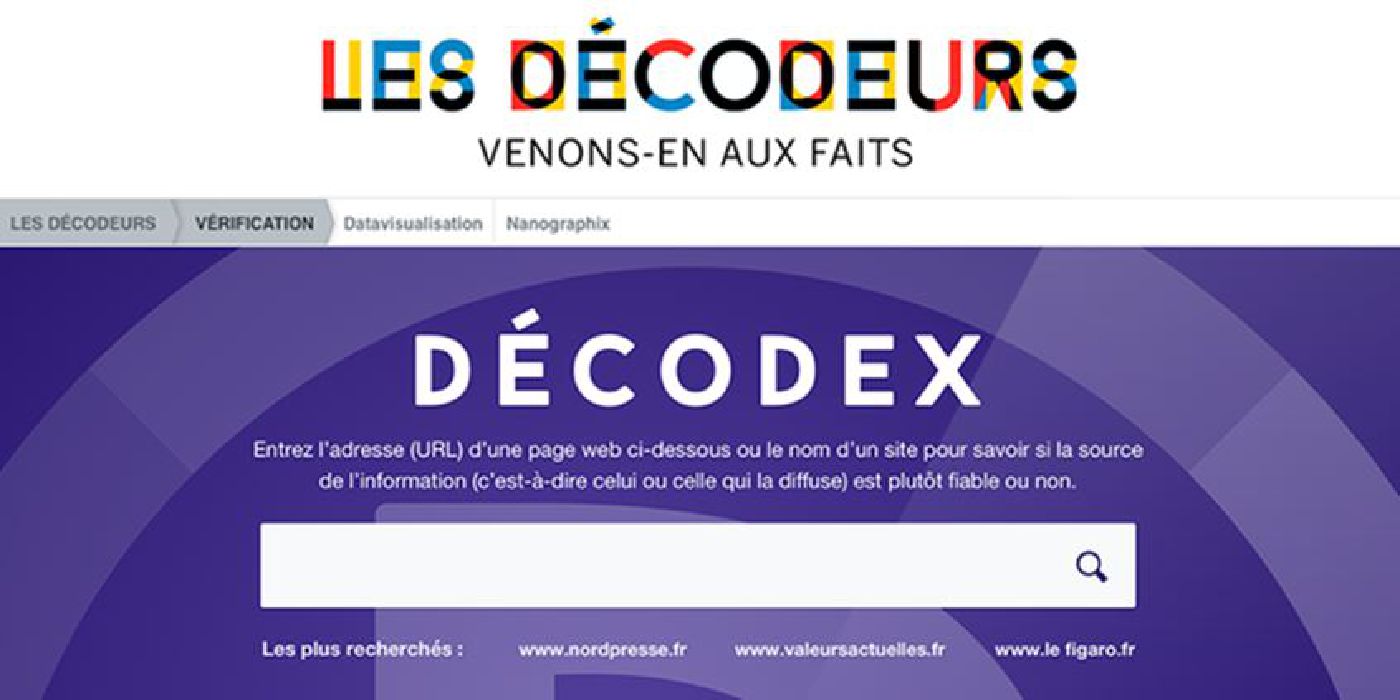 LES DÉCODEURS
VENONS-EN AUX FAITS
LES DÉCODEURS VÉRIFICATION Datavisualisation Nanographix
DÉCODEX
Entrez l'adresse (URL) d'une page web ci-dessous ou le nom d'un site pour savoir si la source
de l'information (c'est-à-dire celui ou celle qui la diffuse) est plutôt fiable ou non.
Les plus recherchés : www.nordpresse.fr www.valeursactuelles.fr www.le figaro.fr